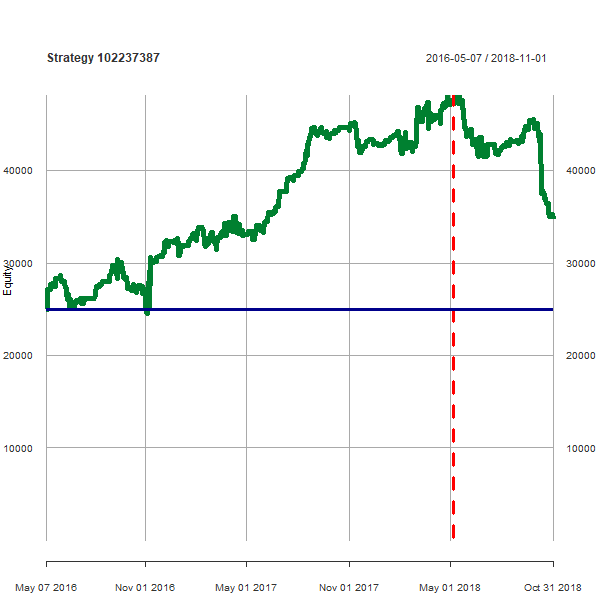 Strategy 102237387
2016-05-07 / 2018-11-01
40000
40000
30000
30000
Equity
20000
20000
10000
10000
May 07 2016
Nov 01 2016
May 01 2017
Nov 01 2017
May 01 2018
Oct 31 2018